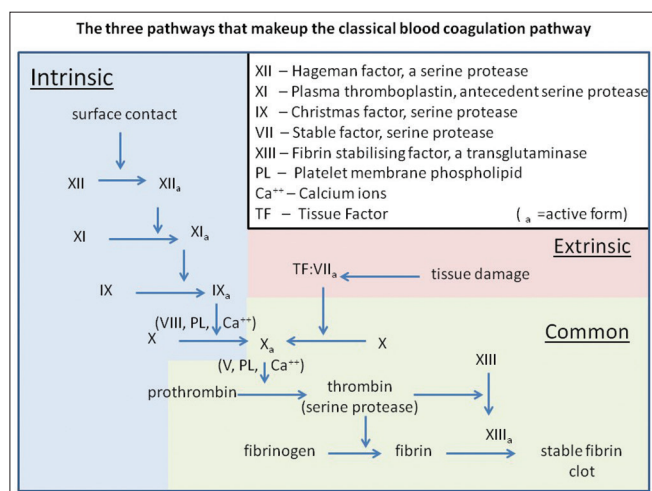 The three pathways that makeup the classical blood coagulation pathway
Intrinsic
XII – Hageman factor, a serine protease
XI – Plasma thromboplastin, antecedent serine protease
IX – Christmas factor, serine protease
VII – Stable factor, serine protease
XIII – Fibrin stabilising factor, a transglutaminase
PL – Platelet membrane phospholipid
Ca++ – Calcium ions
TF – Tissue Factor ( a =active form)
surface contact
XII XIIa
XI XIa
IX IXa
(VIII, PL, Ca++)
X Xa X
Extrinsic
TF:VIIa tissue damage
Common
(V, PL, Ca++)
prothrombin thrombin XIII
(serine protease)
XIIIa
fibrinogen fibrin stable fibrin
clot